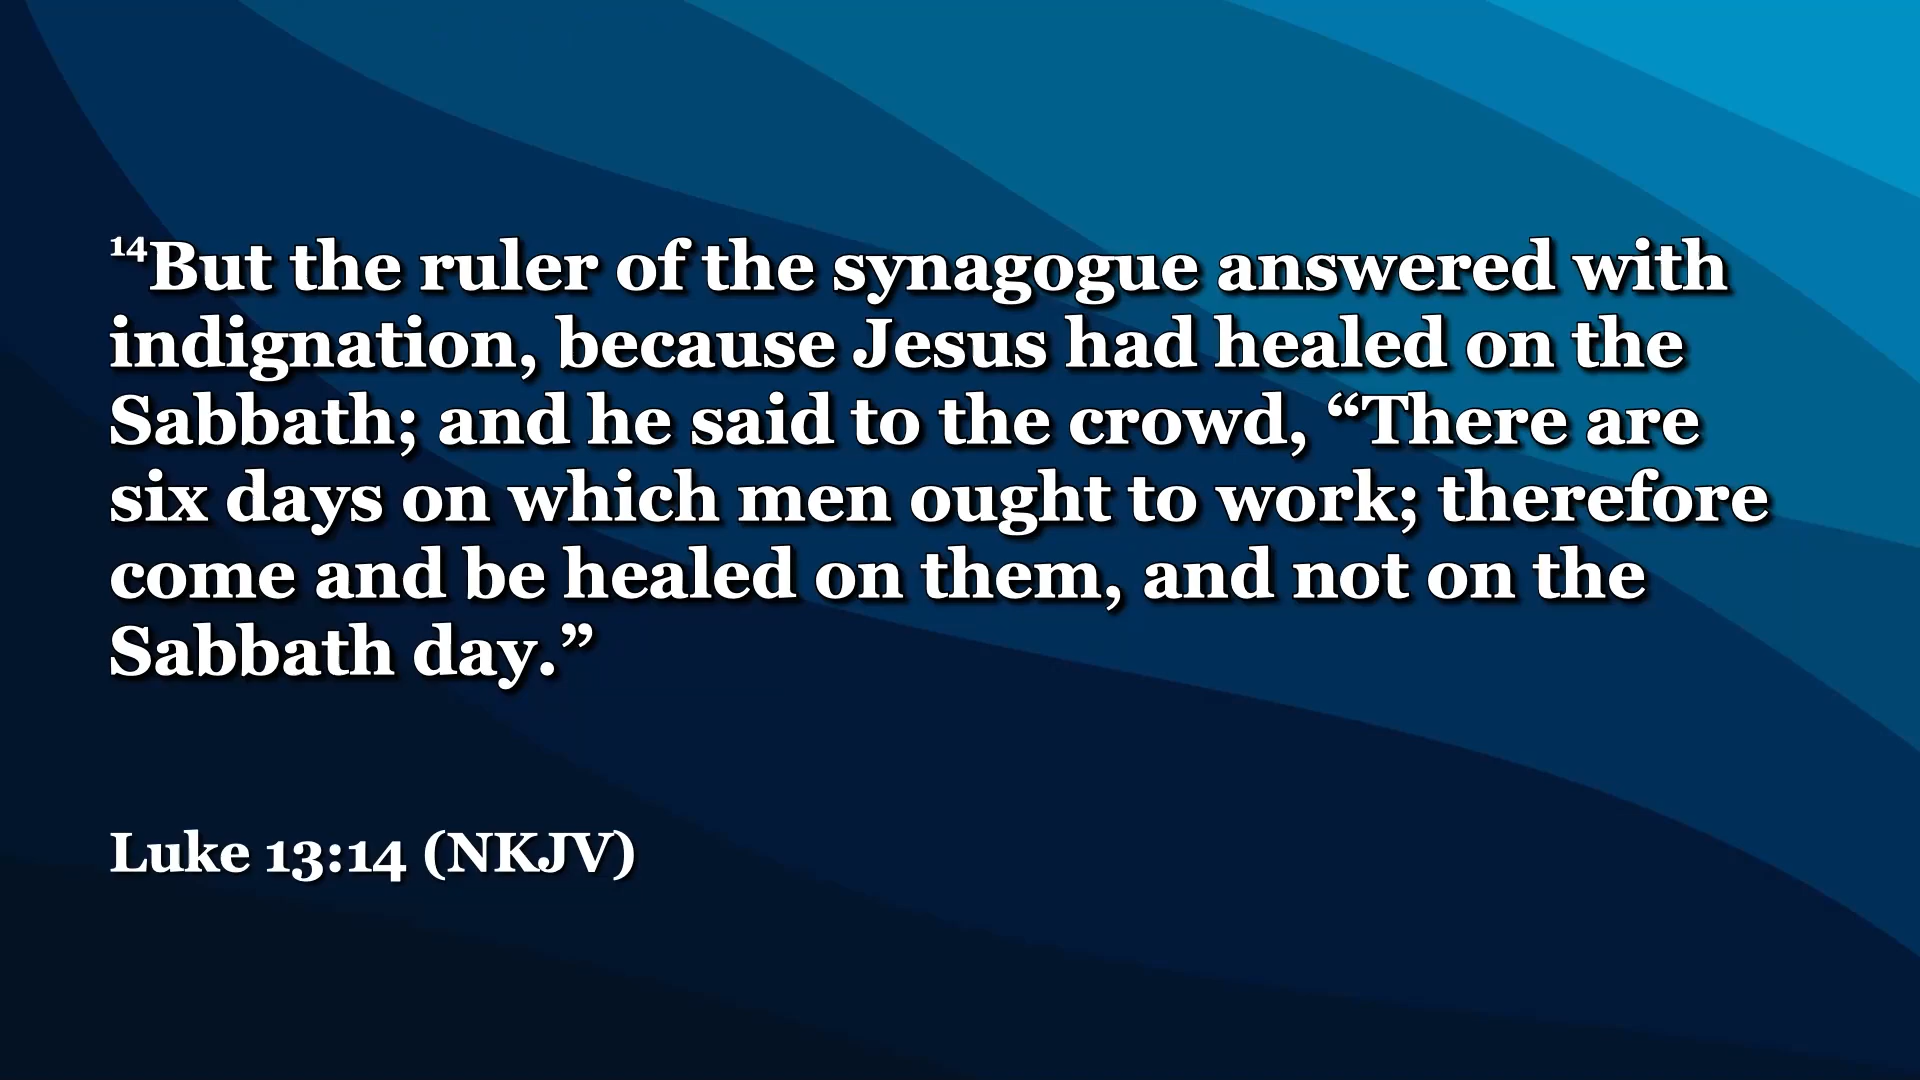 ¹⁴But the ruler of the synagogue answered with
indignation, because Jesus had healed on the
Sabbath; and he said to the crowd, “There are
six days on which men ought to work; therefore
come and be healed on them, and not on the
Sabbath day.”
Luke 13:14 (NKJV)